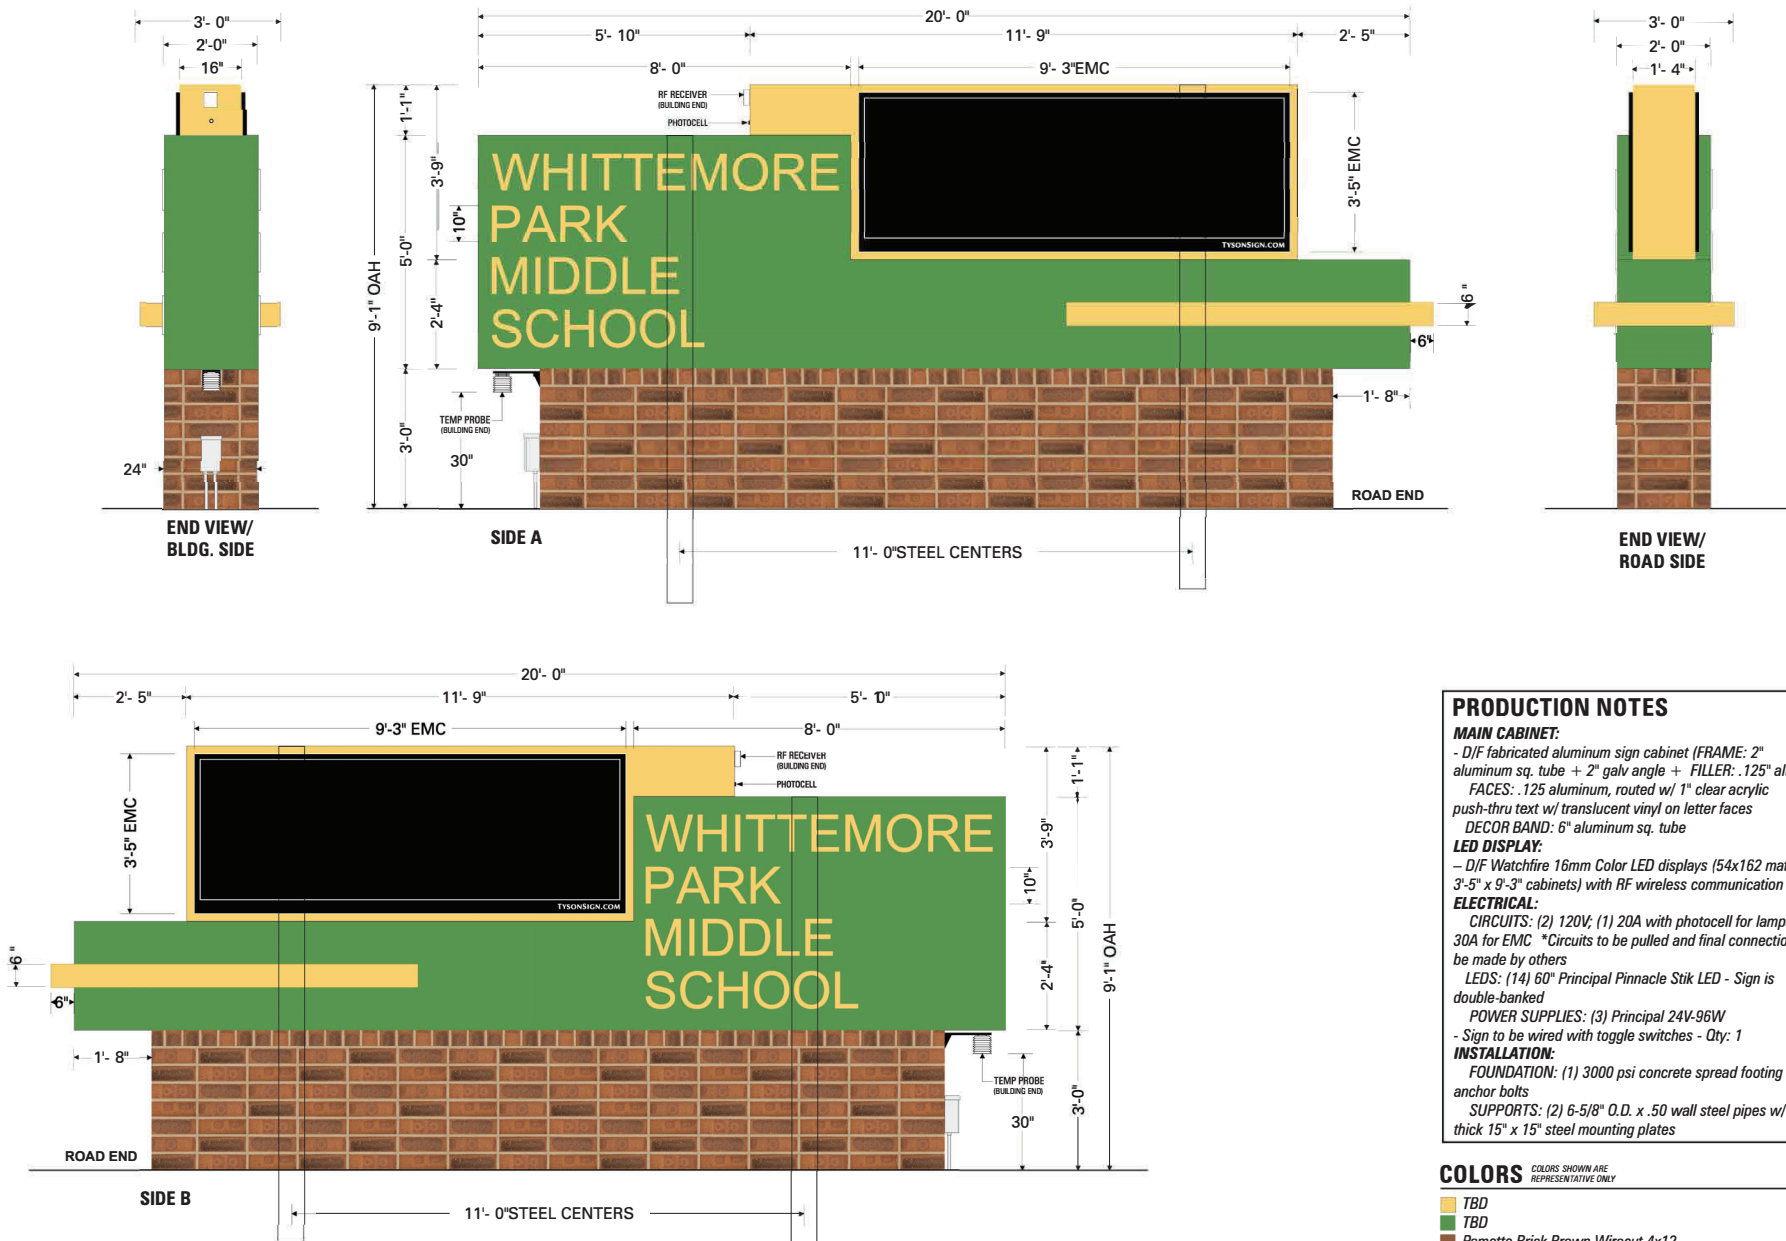 3'- 0"
2'-0"
16"
24"
END VIEW/
BLDG. SIDE
20'- 0"
5'- 10"
11'- 9"
2'- 5"
8'- 0"
9'- 3"EMC
RF RECEIVER
(BUILDING END)
PHOTOCELL
1'-1"
3'-9"
10"
5'-0"
2'-4"
9'-1" OAH
3'-0"
WHITTEMORE
PARK
MIDDLE
SCHOOL
TYSONSIGN.COM
3'-5" EMC
6"
6"
1'- 8"
TEMP PROBE
(BUILDING END)
30"
ROAD END
SIDE A
11'- 0"STEEL CENTERS
3'- 0"
2'- 0"
1'- 4"
END VIEW/
ROAD SIDE
20'- 0"
2'- 5"
11'- 9"
5'- 10"
9'-3" EMC
8'- 0"
RF RECEIVER
(BUILDING END)
PHOTOCELL
3'-5" EMC
TYSONSIGN.COM
WHITTEMORE
PARK
MIDDLE
SCHOOL
1'-1"
3'-9"
10"
5'-0"
2'-4"
9'-1" OAH
3'-0"
6"
6"
1'- 8"
TEMP PROBE
(BUILDING END)
30"
ROAD END
SIDE B
11'- 0"STEEL CENTERS
PRODUCTION NOTES
MAIN CABINET:
- D/F fabricated aluminum sign cabinet (FRAME: 2"
aluminum sq. tube + 2" galv angle + FILLER: .125" al
FACES: .125 aluminum, routed w/ 1" clear acrylic
push-thru text w/ translucent vinyl on letter faces
DECOR BAND: 6" aluminum sq. tube
LED DISPLAY:
– D/F Watchfire 16mm Color LED displays (54x162 mat
3'-5" x 9'-3" cabinets) with RF wireless communication
ELECTRICAL:
CIRCUITS: (2) 120V; (1) 20A with photocell for lamp
30A for EMC *Circuits to be pulled and final connectio
be made by others
LEDS: (14) 60" Principal Pinnacle Stik LED - Sign is
double-banked
POWER SUPPLIES: (3) Principal 24V-96W
- Sign to be wired with toggle switches - Qty: 1
INSTALLATION:
FOUNDATION: (1) 3000 psi concrete spread footing
anchor bolts
SUPPORTS: (2) 6-5/8" O.D. x .50 wall steel pipes w/
thick 15" x 15" steel mounting plates
COLORS COLORS SHOWN ARE
REPRESENTATIVE ONLY
TBD
TBD
Brick Brown Wirecut 4x12